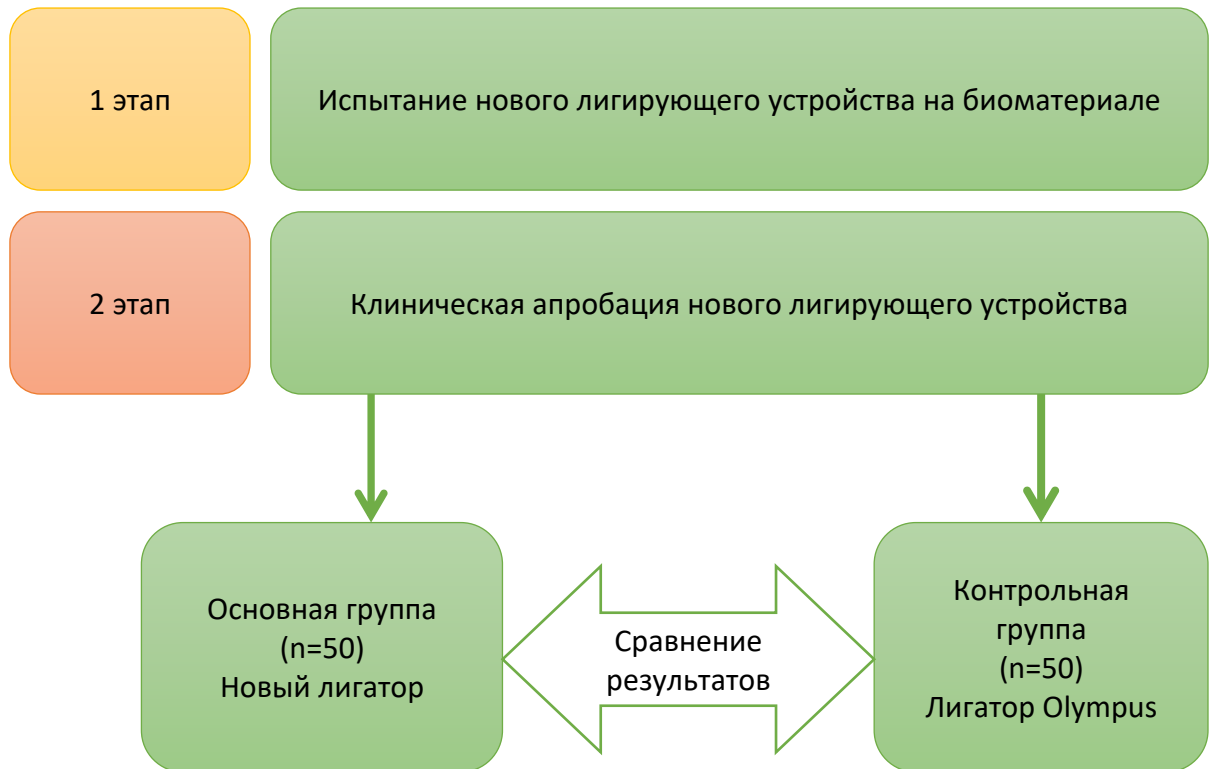 1 этап
Испытание нового лигирующего устройства на биоматериале
2 этап
Клиническая апробация нового лигирующего устройства
Основная группа
(n=50)
Новый лигатор
Сравнение
результатов
Контрольная
группа
(n=50)
Лигатор Olympus